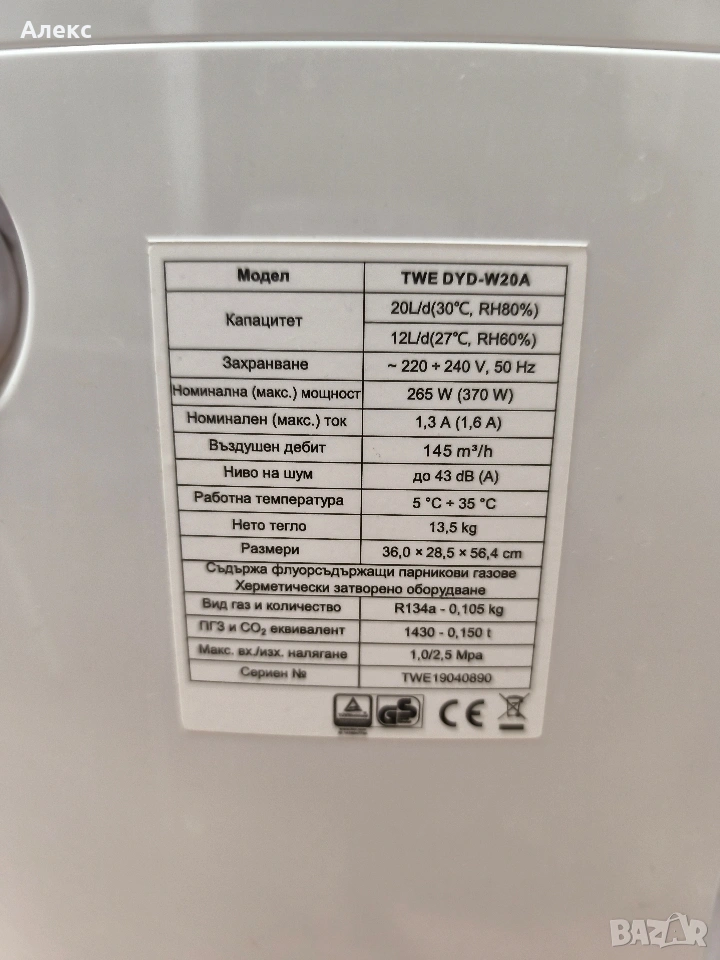 Алекс
Модел TWE DYD-W20A
Капацитет 20L/d(30℃, RH80%)
12L/d(27℃, RH60%)
Захранване ~ 220 ÷ 240 V, 50 Hz
Номинална (макс.) мощност 265 W (370 W)
Номинален (макс.) ток 1,3 A (1,6 A)
Въздушен дебит 145 m³/h
Ниво на шум до 43 dB (A)
Работна температура 5 °C ÷ 35 °C
Нето тегло 13,5 kg
Размери 36,0 × 28,5 × 56,4 cm
Съдържа флуорсъдържащи парникови газове
Херметически затворено оборудване
Вид газ и количество R134a - 0,105 kg
ПГЗ и CO₂ еквивалент 1430 - 0,150 t
Макс. вх./изх. налягане 1,0/2,5 Mpa
Сериен № TWE19040890
GS CE
BAZAR